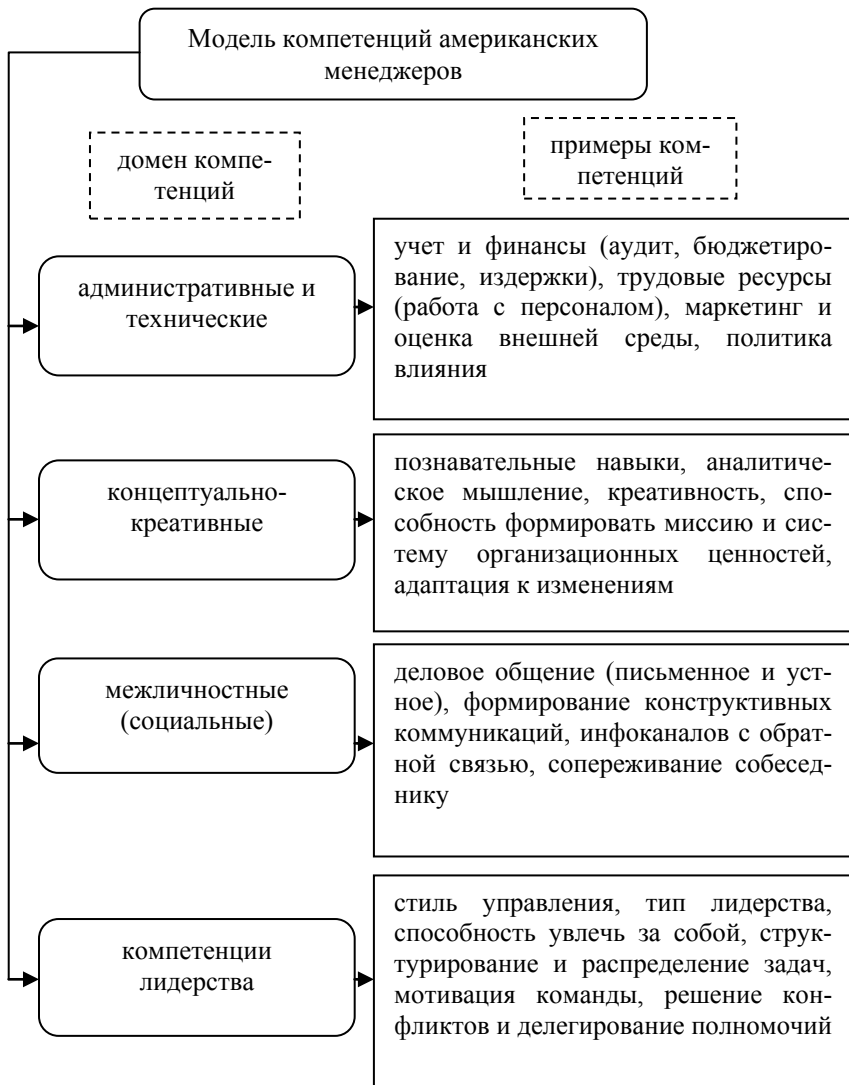 Модель компетенций американских
менеджеров
домен компе-
тенций
примеры ком-
петенций
административные и
технические
учет и финансы (аудит, бюджетиро-
вание, издержки), трудовые ресурсы
(работа с персоналом), маркетинг и
оценка внешней среды, политика
влияния
концептуально-
креативные
познавательные навыки, аналитиче-
ское мышление, креативность, спо-
собность формировать миссию и сис-
тему организационных ценностей,
адаптация к изменениям
межличностные
(социальные)
деловое общение (письменное и уст-
ное), формирование конструктивных
коммуникаций, инфоканалов с обрат-
ной связью, сопереживание собесед-
нику
компетенции
лидерства
стиль управления, тип лидерства,
способность увлечь за собой, струк-
турирование и распределение задач,
мотивация команды, решение кон-
фликтов и делегирование полномочий